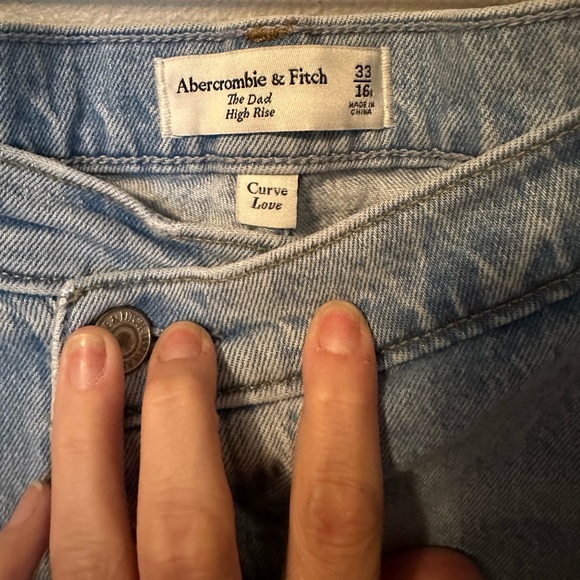 Abercrombie & Fitch
The Dad
High Rise
33
16
MADE IN
CHINA
Curve
Love